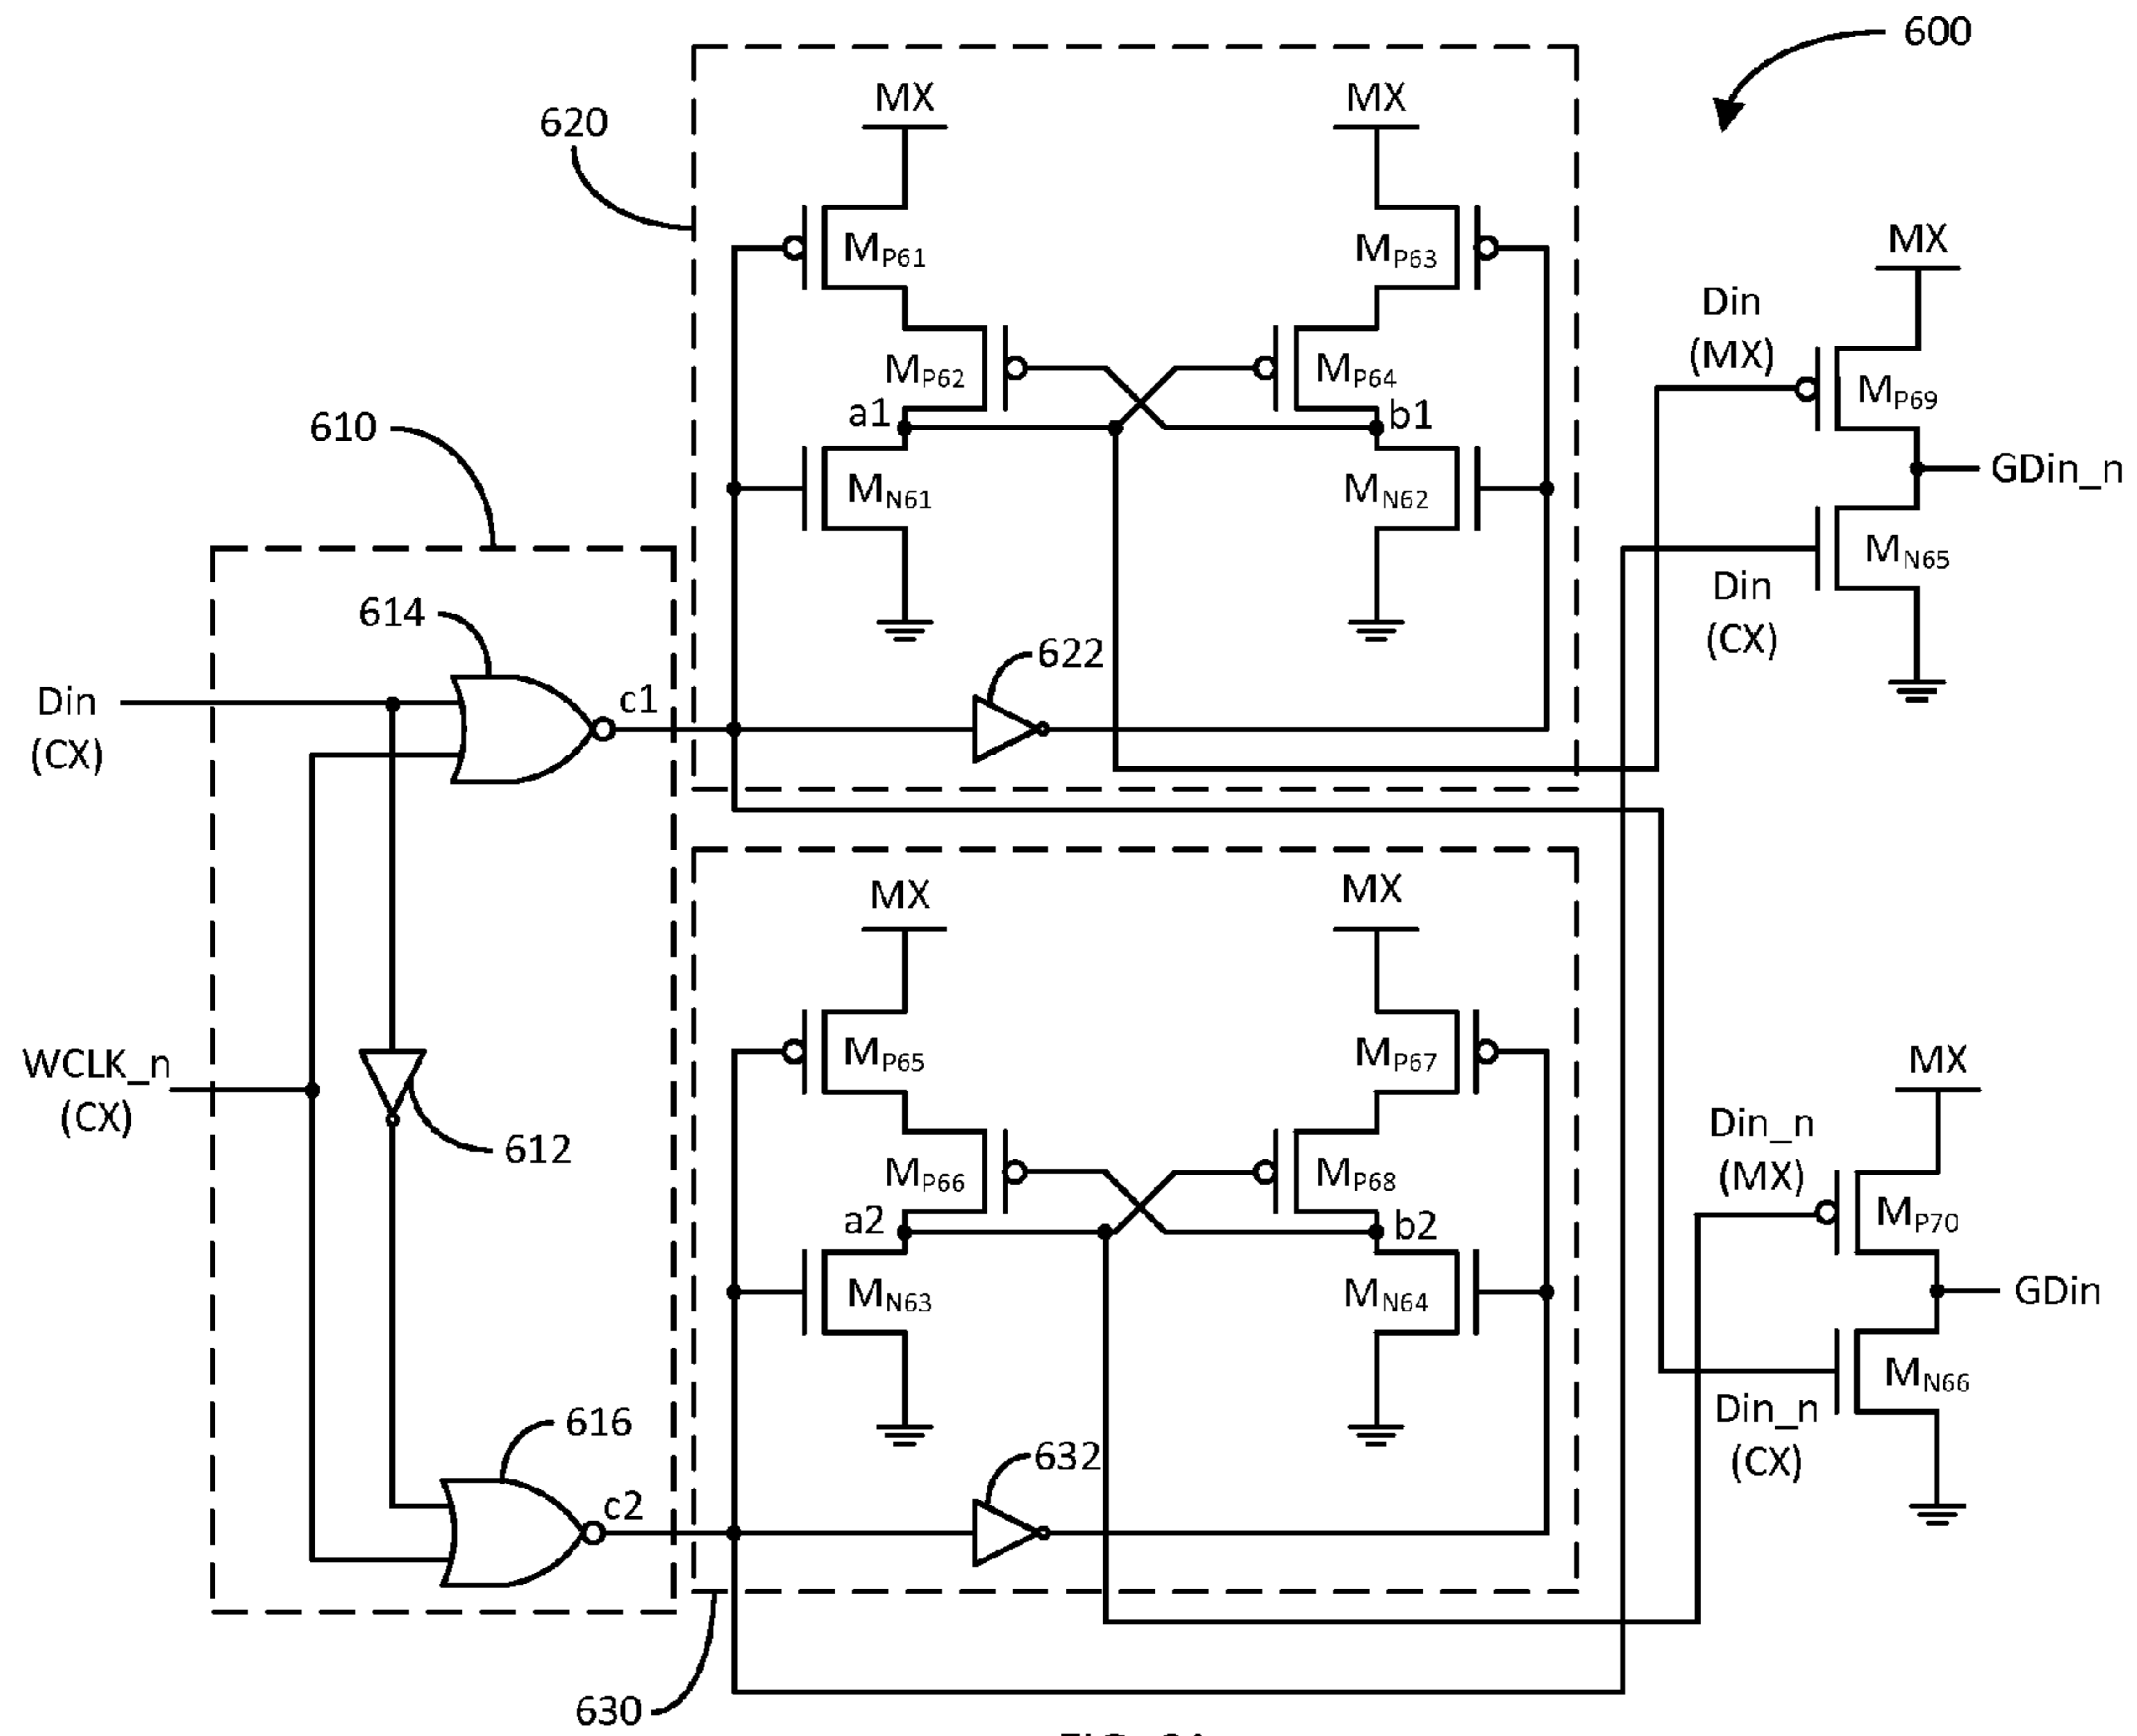 600
MX
MX
620
MP61
MP63
MX
Din
(MX)
MP62
MP64
MP69
a1
b1
610
GDin_n
MN61
MN62
MN65
Din
(CX)
614
622
Din
(CX)
c1
MX
MX
WCLK_n
(CX)
MP65
MP67
MX
612
Din_n
(MX)
MP66
MP68
MP70
a2
b2
GDin
MN63
MN64
MN66
Din_n
(CX)
616
632
c2
630